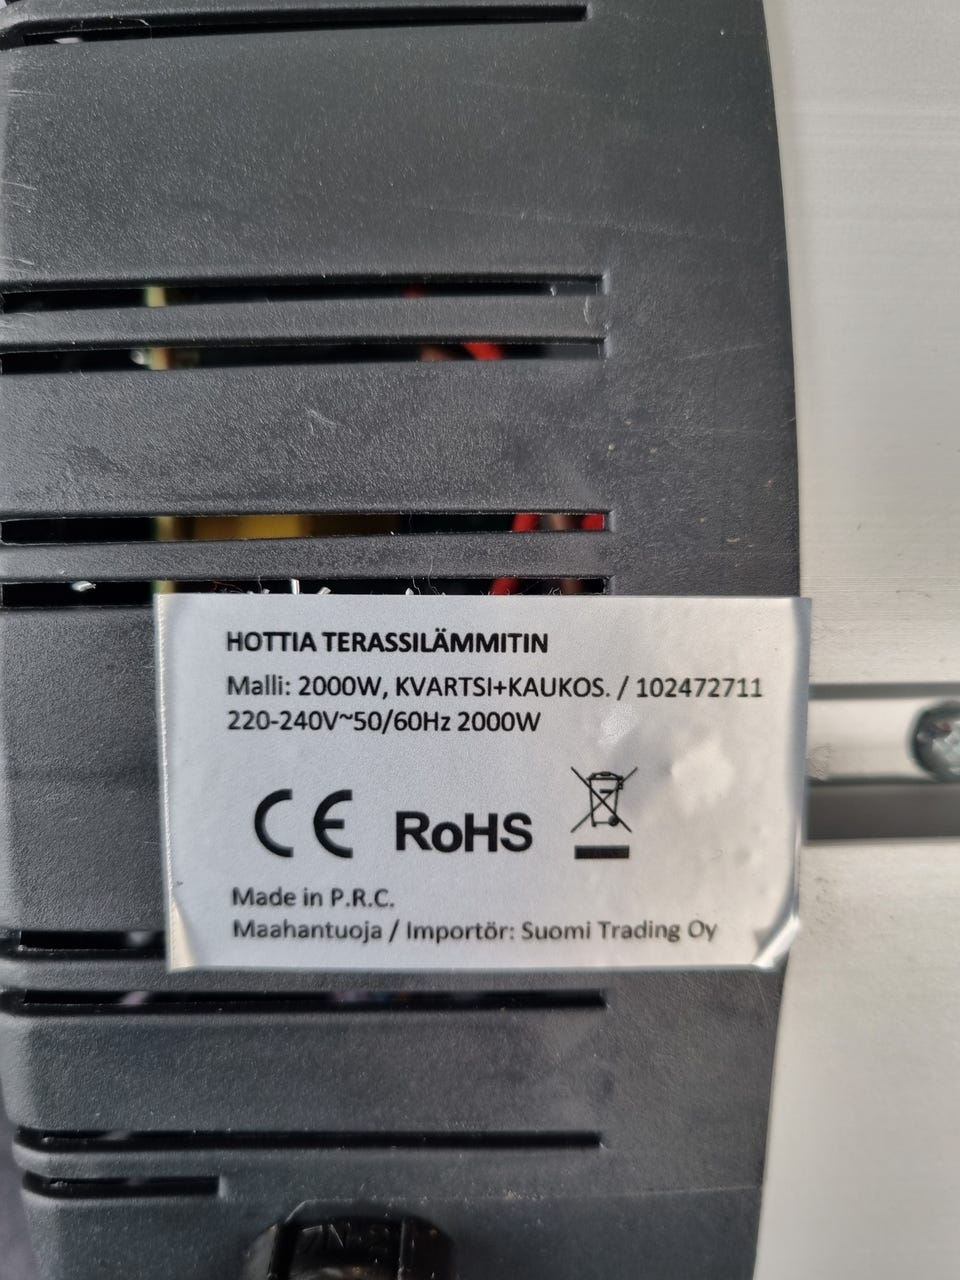 HOTTIA TERASSILÄMMITIN
Malli: 2000W, KVARTSI+KAUKOS. / 102472711
220-240V~50/60Hz 2000W
CE RoHS
Made in P.R.C.
Maahantuoja / Importör: Suomi Trading Oy